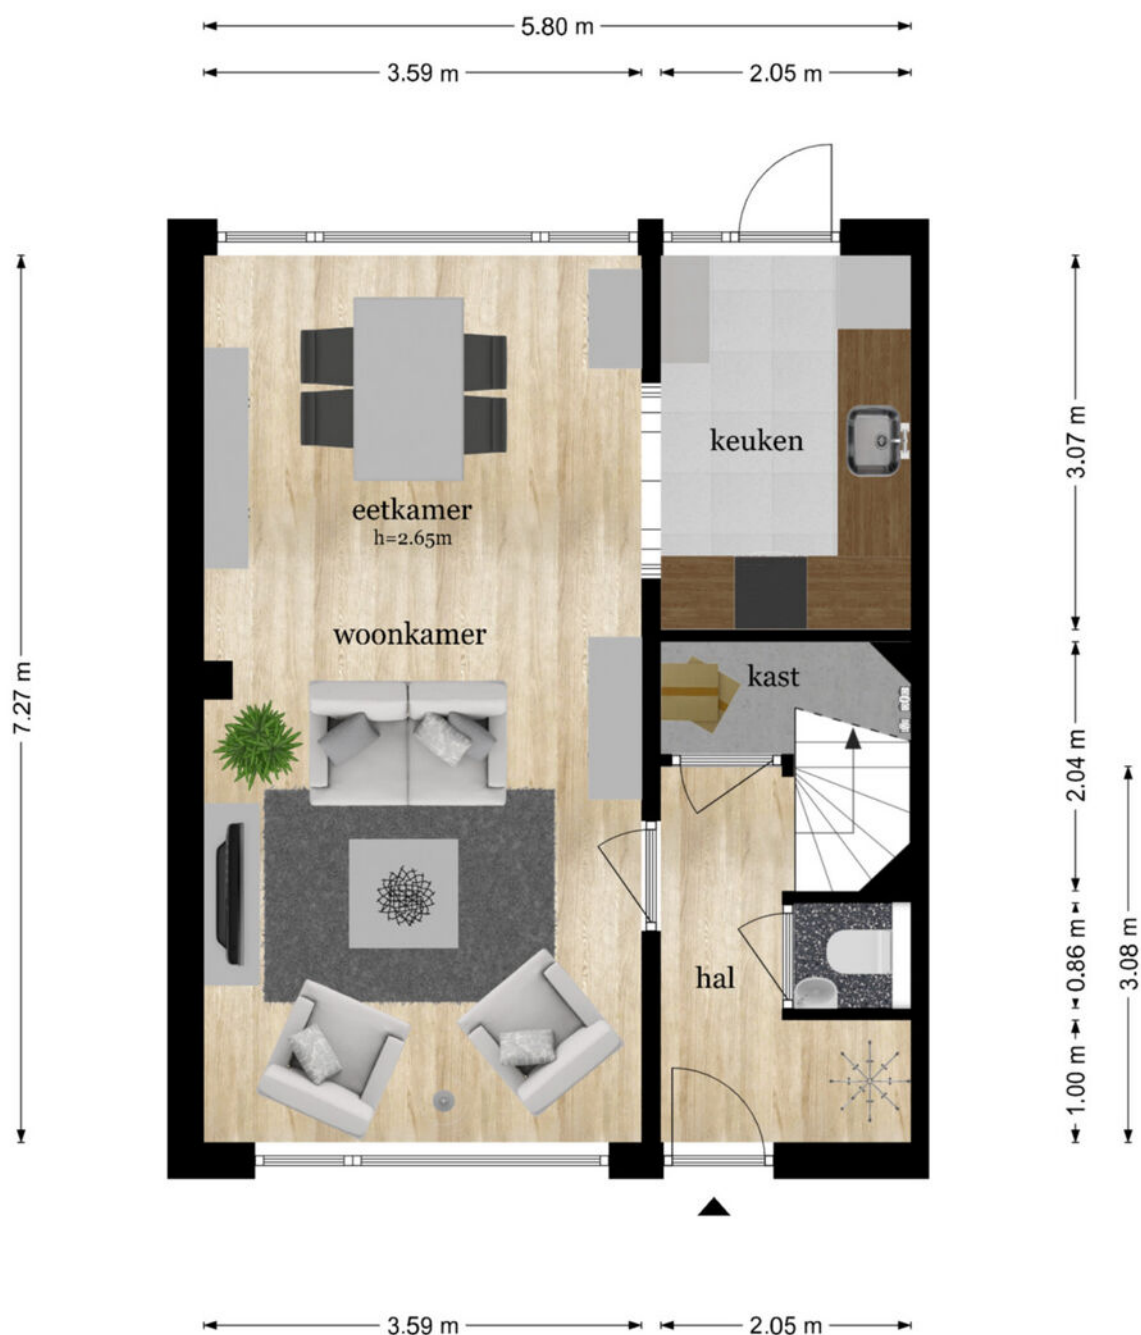 5.80 m
3.59 m
2.05 m
keuken
3.07 m
eetkamer
h=2.65m
woonkamer
kast
7.27 m
2.04 m
hal
0.86 m
3.08 m
1.00 m
3.59 m
2.05 m